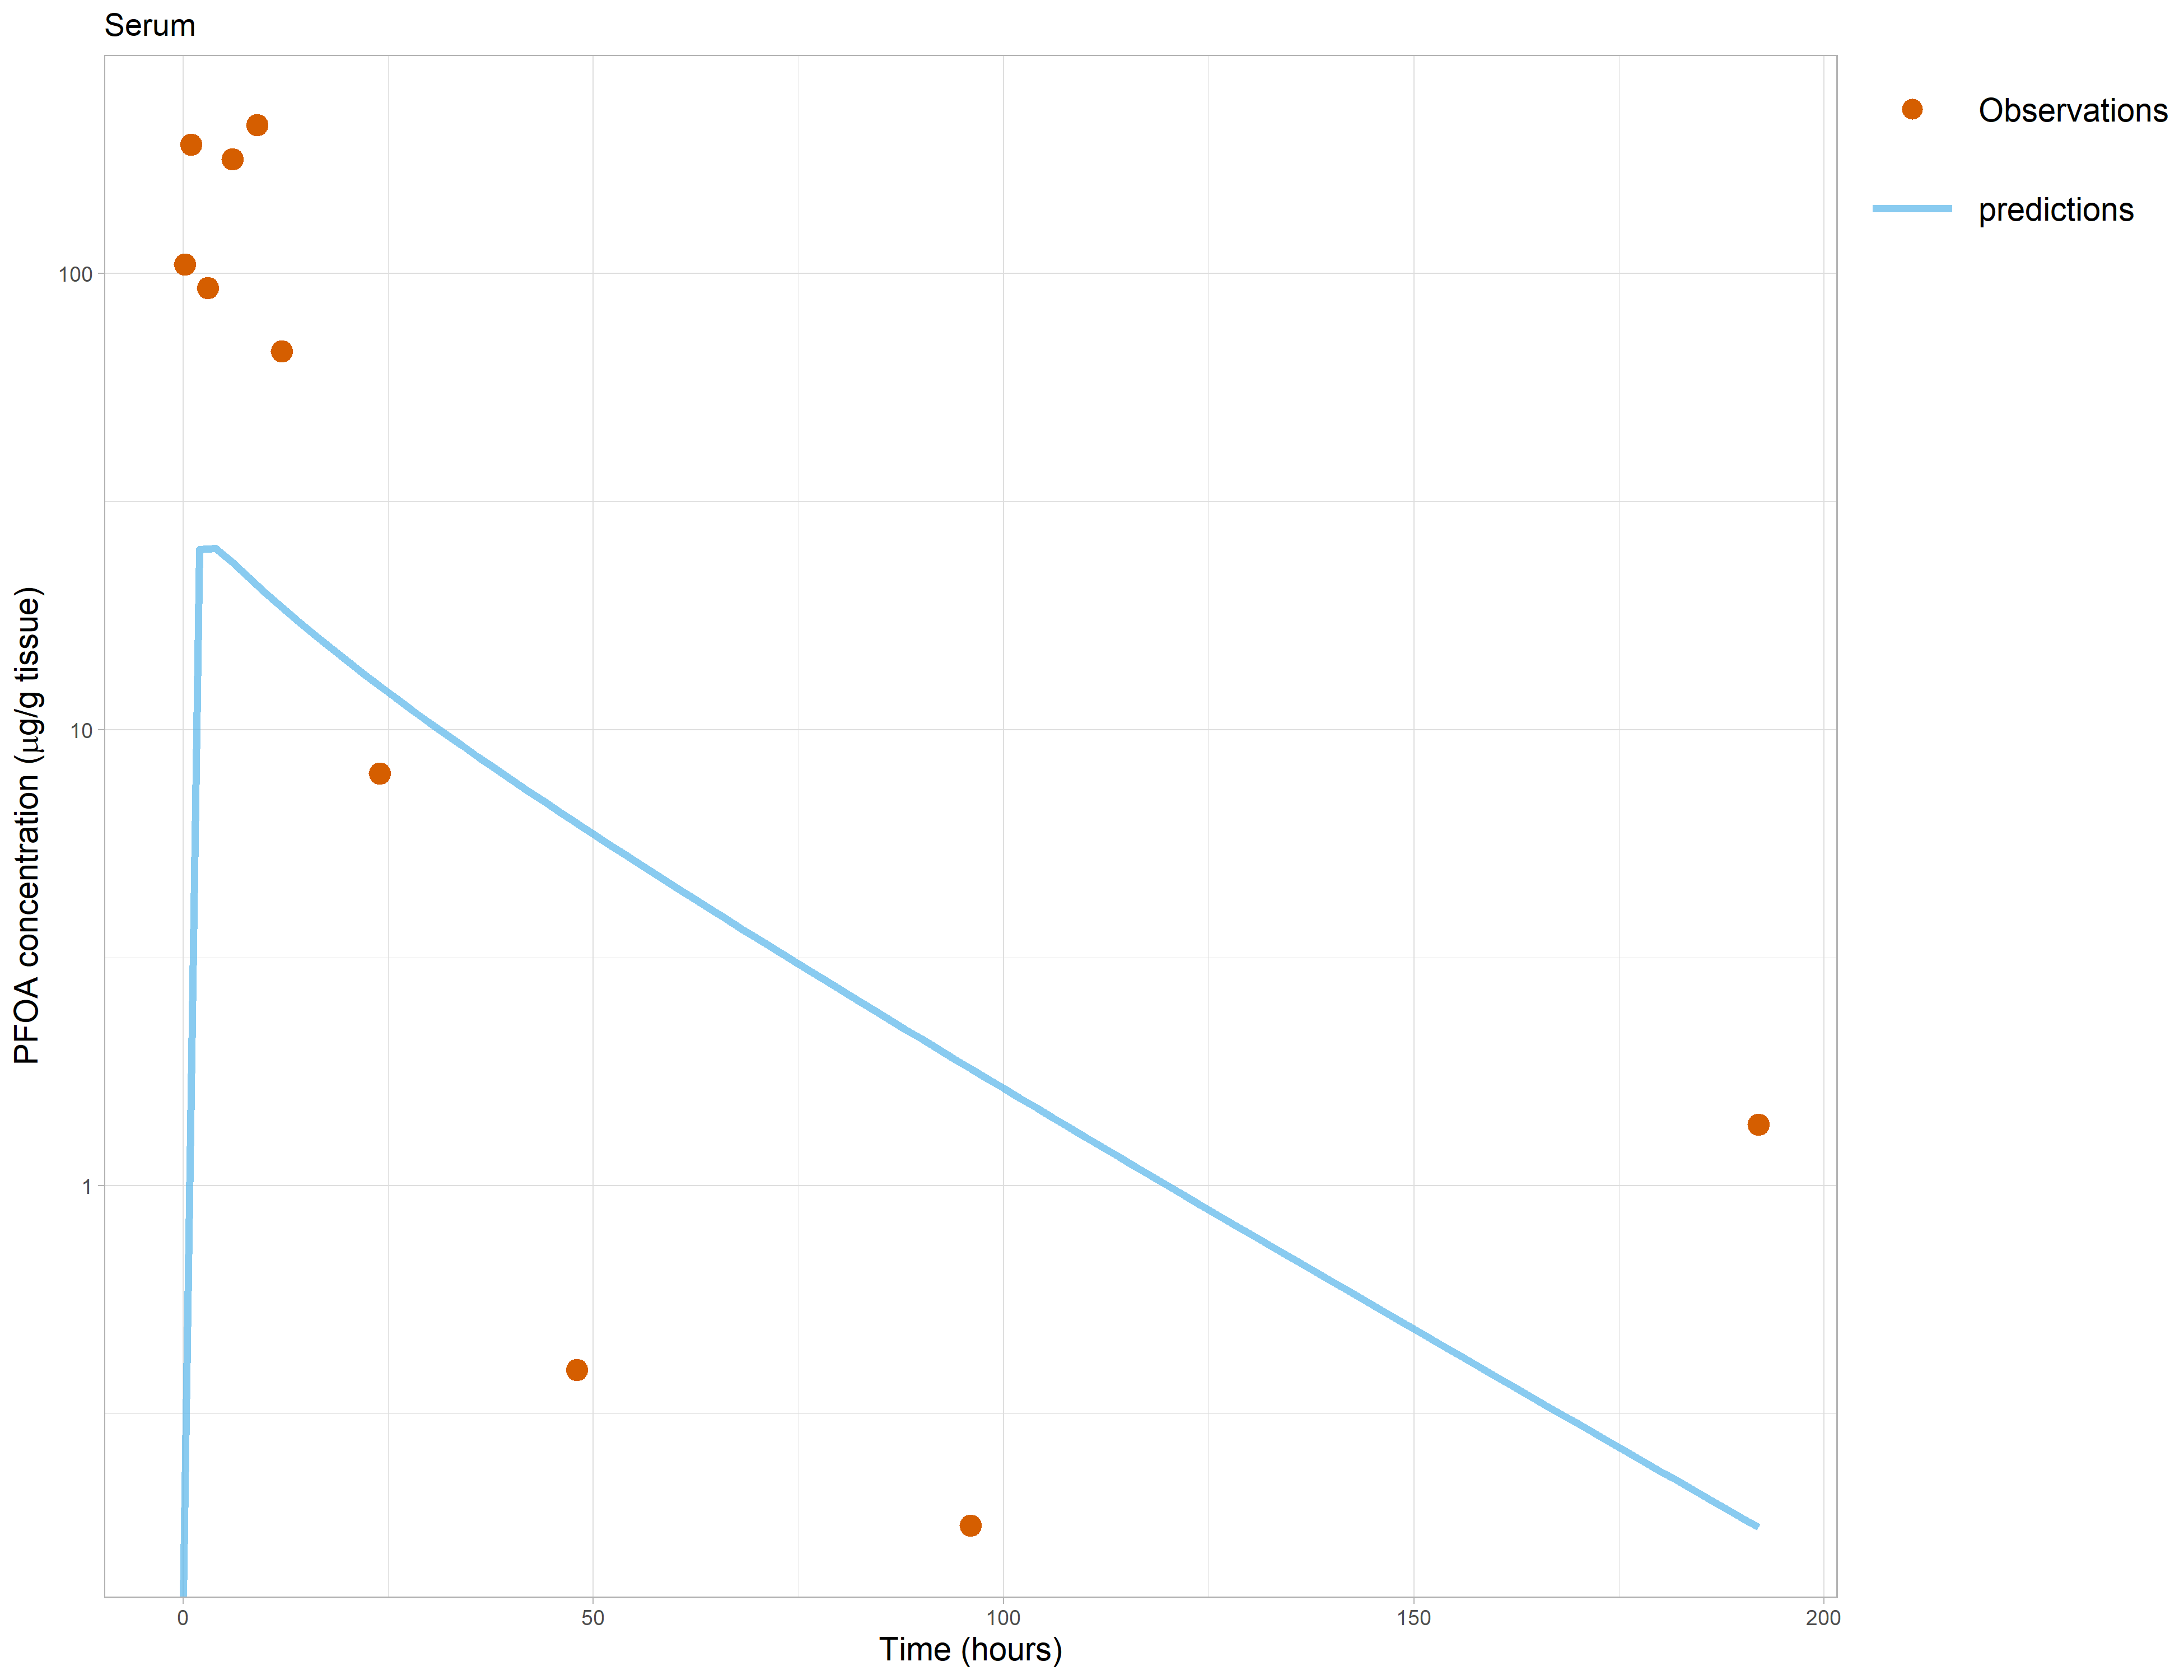 Serum
Observations
predictions
100
10
1
PFOA concentration (μg/g tissue)
0 50 100 150 200
Time (hours)